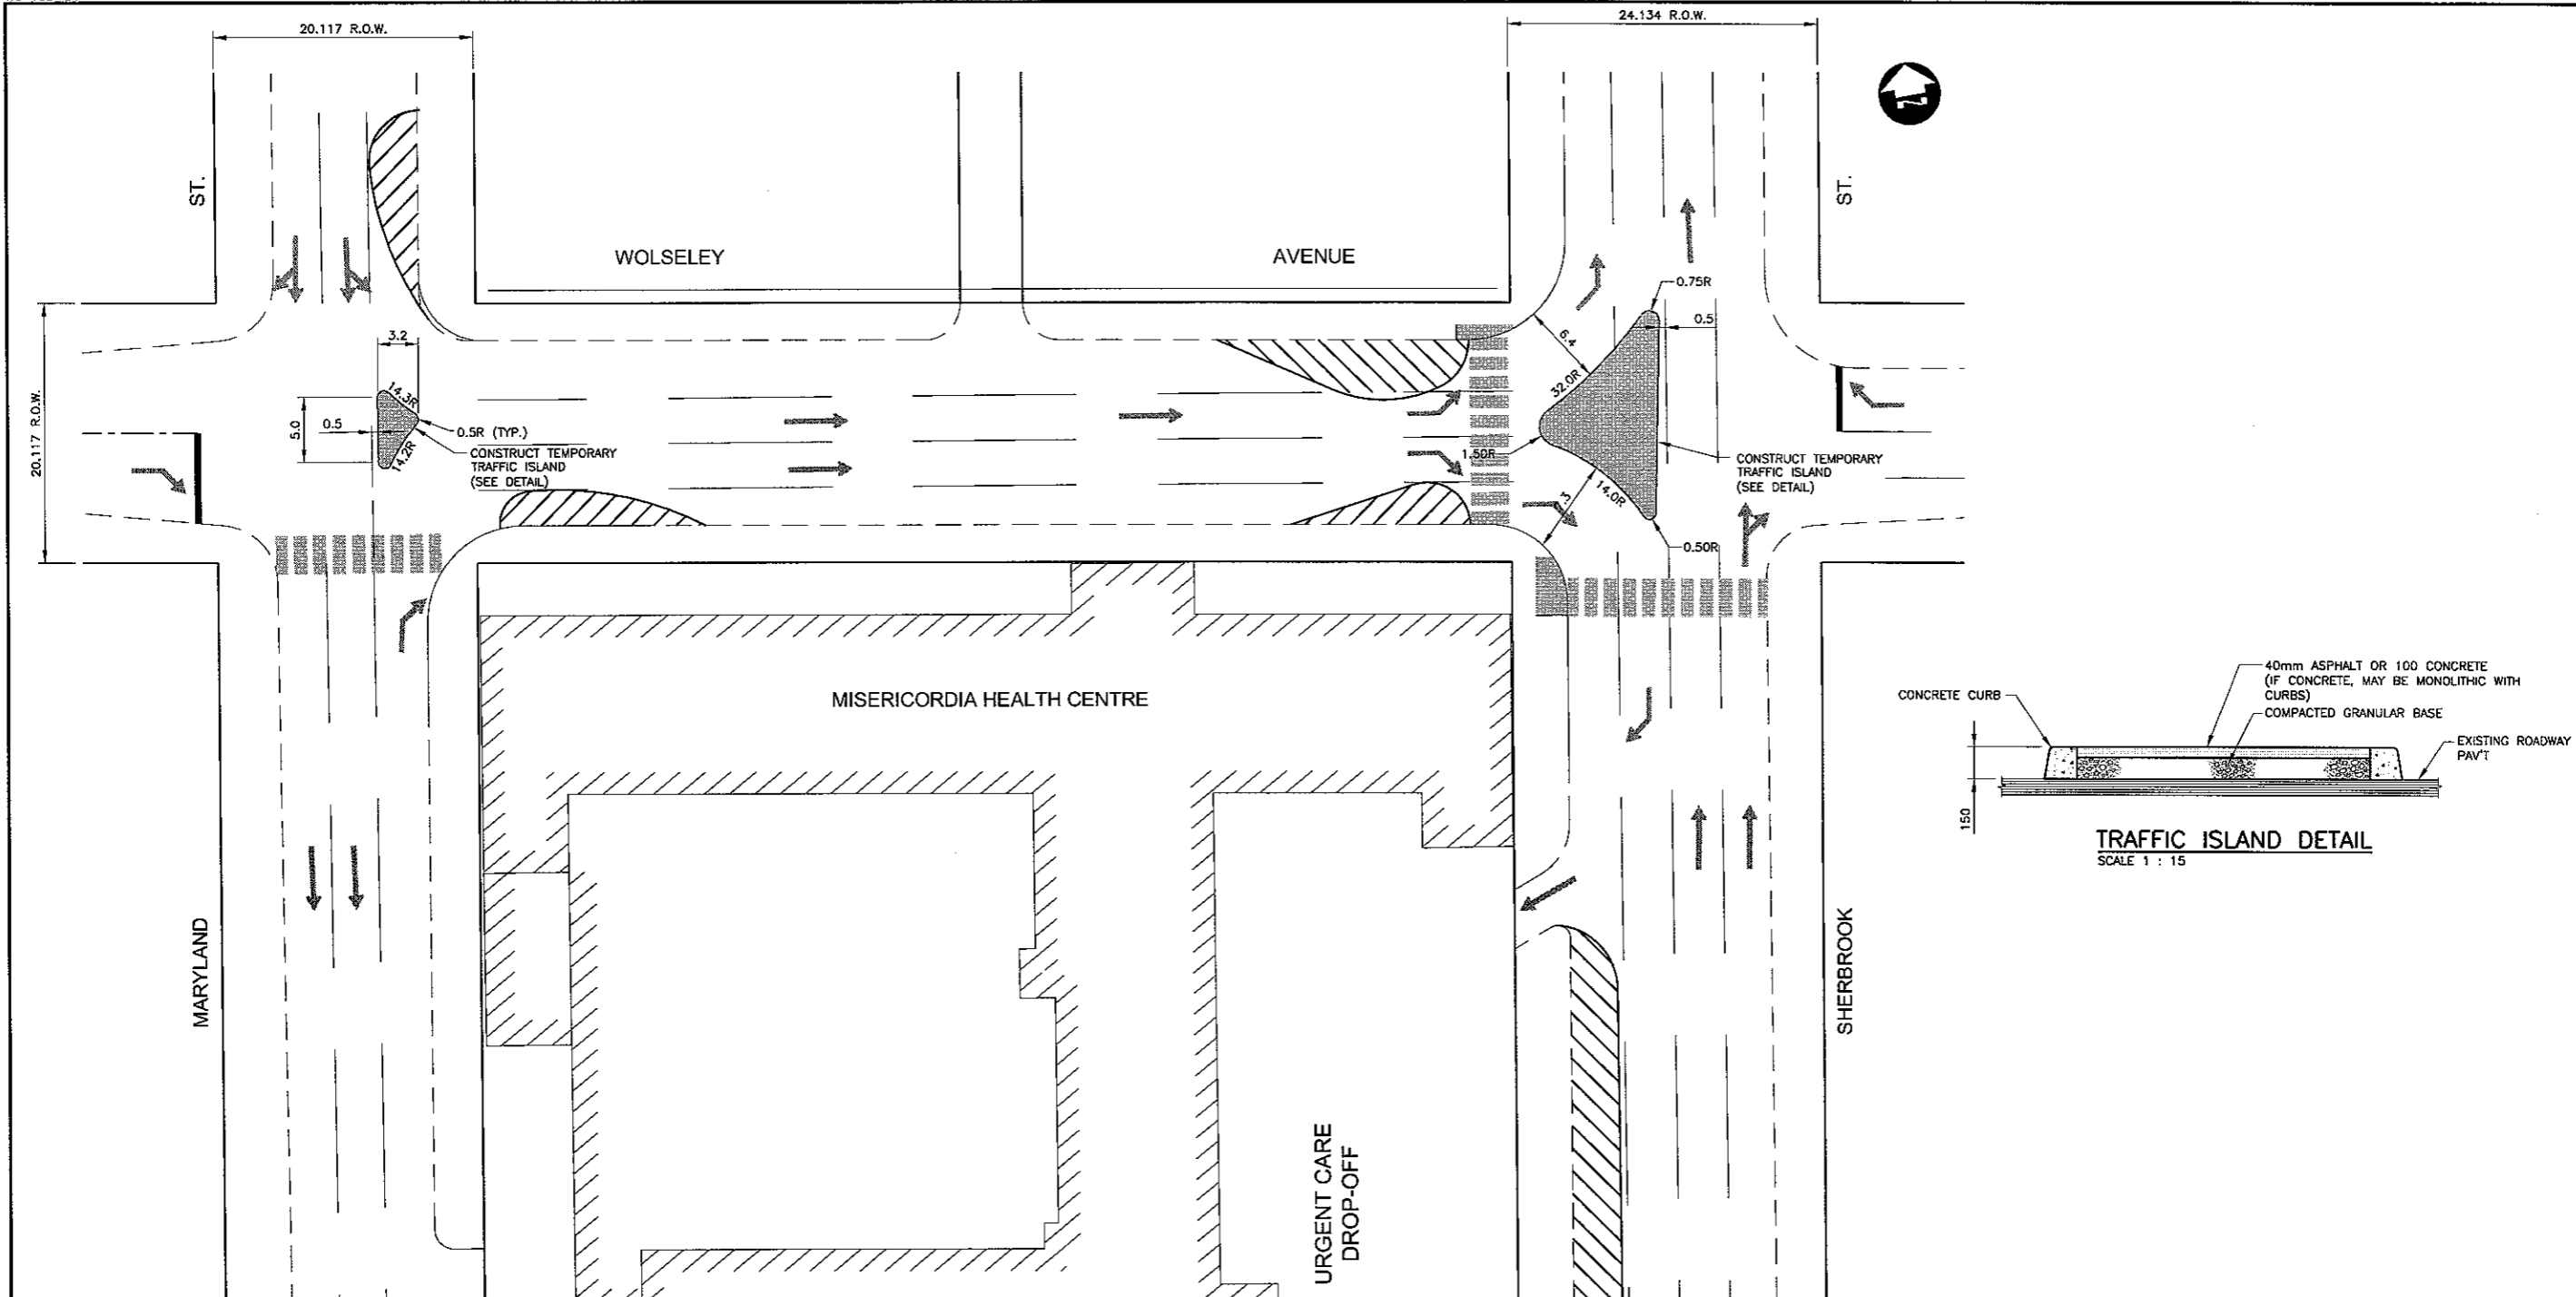 20.117 R.O.W.
24.134 R.O.W.
ST.
ST.
WOLSELEY
AVENUE
0.75R
0.5
6.4
3.2
32.0R
14.3R
20.117 R.O.W.
5.0
0.5
0.5R (TYP.)
14.2R
CONSTRUCT TEMPORARY
TRAFFIC ISLAND
(SEE DETAIL)
1.50R
CONSTRUCT TEMPORARY
TRAFFIC ISLAND
(SEE DETAIL)
14.0R
0.50R
MISERICORDIA HEALTH CENTRE
40mm ASPHALT OR 100 CONCRETE
(IF CONCRETE, MAY BE MONOLITHIC WITH
CURBS)
CONCRETE CURB
COMPACTED GRANULAR BASE
EXISTING ROADWAY
PAV'T
150
TRAFFIC ISLAND DETAIL
SCALE 1 : 15
MARYLAND
SHERBROOK
URGENT CARE
DROP-OFF